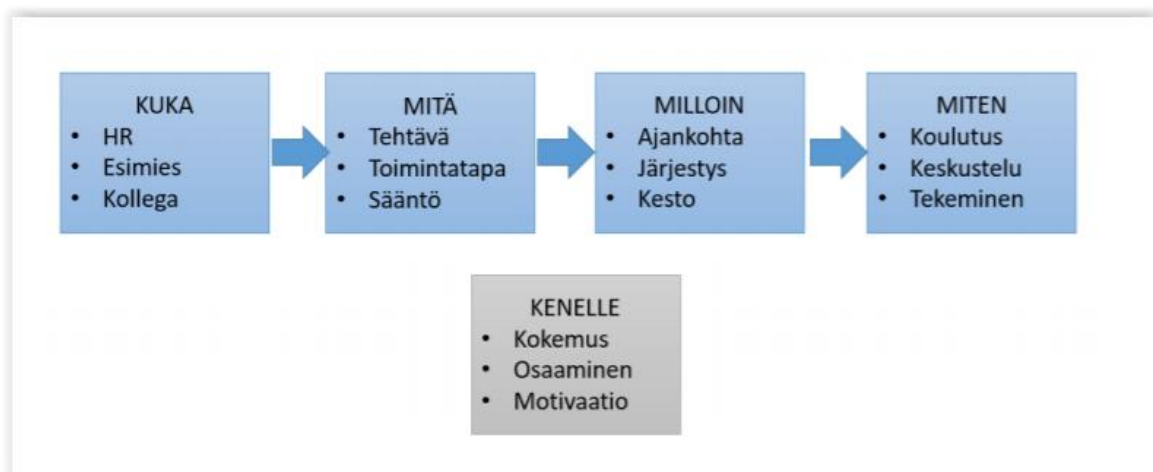 KUKA
• HR
• Esimies
• Kollega
MITÄ
• Tehtävä
• Toimintatapa
• Sääntö
MILLOIN
• Ajankohta
• Järjestys
• Kesto
MITEN
• Koulutus
• Keskustelu
• Tekeminen
KENELLE
• Kokemus
• Osaaminen
• Motivaatio